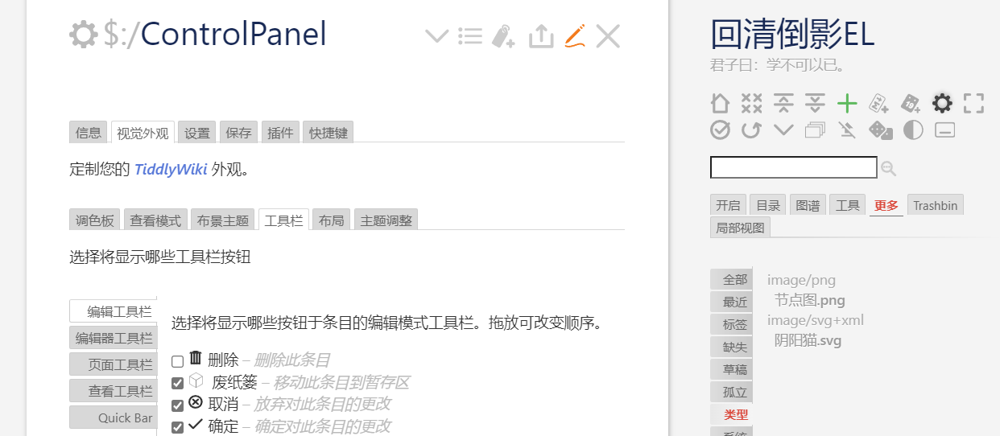 $:/ControlPanel
信息 视觉外观 设置 保存 插件 快捷键
定制您的 TiddlyWiki 外观。
调色板 查看模式 布景主题 工具栏 布局 主题调整
选择将显示哪些工具栏按钮
编辑工具栏
编辑器工具栏
页面工具栏
查看工具栏
Quick Bar
选择将显示哪些按钮于条目的编辑模式工具栏。拖放可改变顺序。
删除 – 删除此条目
废纸篓 – 移动此条目到暂存区
取消 – 放弃对此条目的更改
确定 – 确定对此条目的更改
回清倒影EL
君子曰：学不可以已。
开启 目录 图谱 工具 更多 Trashbin
局部视图
全部
最近
标签
缺失
草稿
孤立
类型
系统
image/png
节点图.png
image/svg+xml
阴阳猫.svg